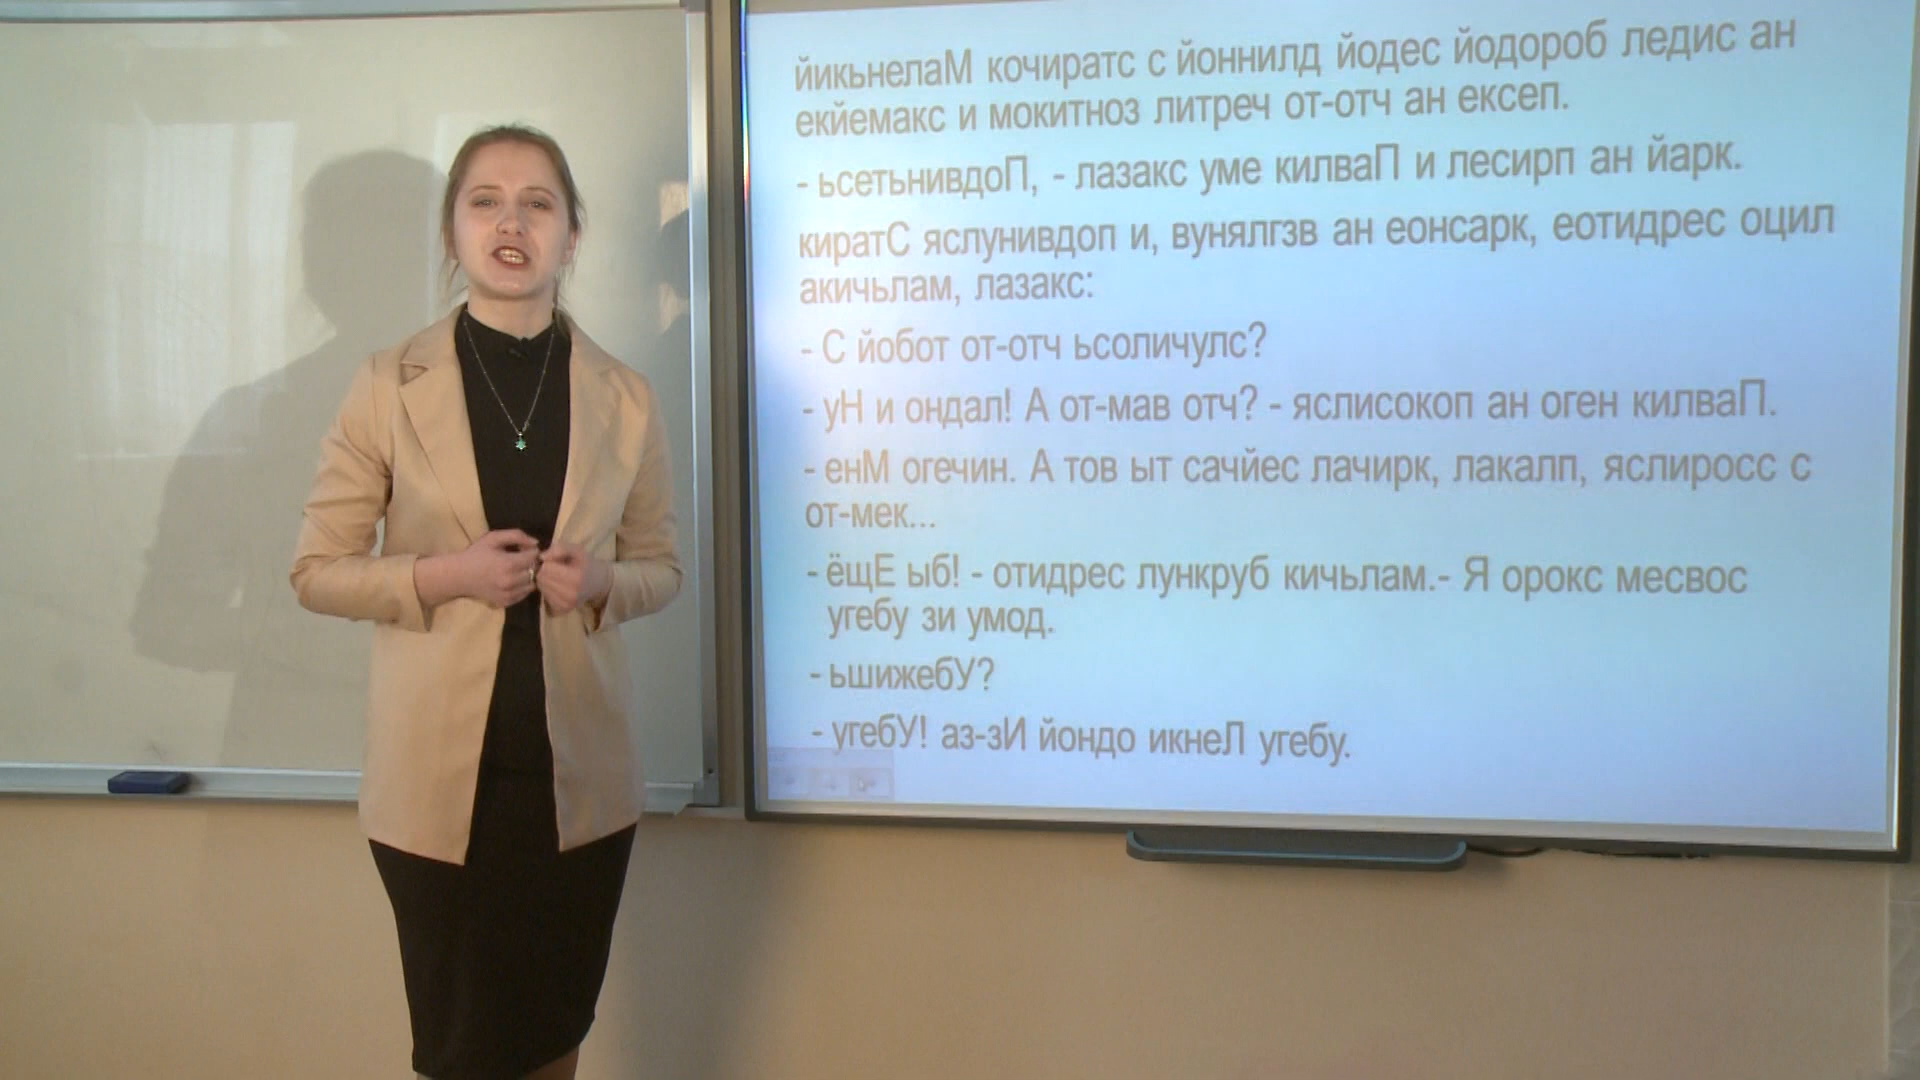 йикьнелаМ кочиратс с йоннилд йодес йодороб ледис ан
екйемакс и мокитноз литреч от-отч ан ексеп.
- ьсетьнивдоП, - лазакс уме килваП и лесирп ан йарк.
киратС яслунивдоп и, вунялгзв ан еонсарк, еотидрес оцил
акичьлам, лазакс:
- С йобот от-отч ьсоличулс?
- уН и ондал! А от-мав отч? - яслисокоп ан оген килваП.
- енМ огечин. А тов ыт сачйес лачирк, лакалп, яслиросс с
от-мек...
- ёщЕ ыб! - отидрес лункруб кичьлам.- Я орокс месвос
угебу зи умод.
- ьшижебУ?
- угебУ! аз-зИ йондо икнеЛ угебу.